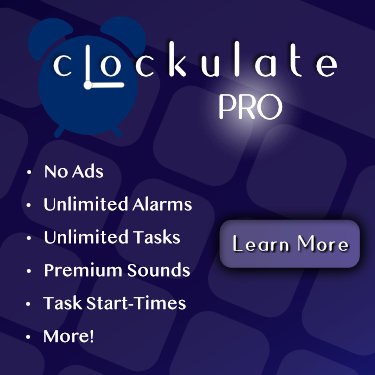 clockulate
PRO
• No Ads
• Unlimited Alarms
• Unlimited Tasks
• Premium Sounds
• Task Start-Times
• More!
Learn More